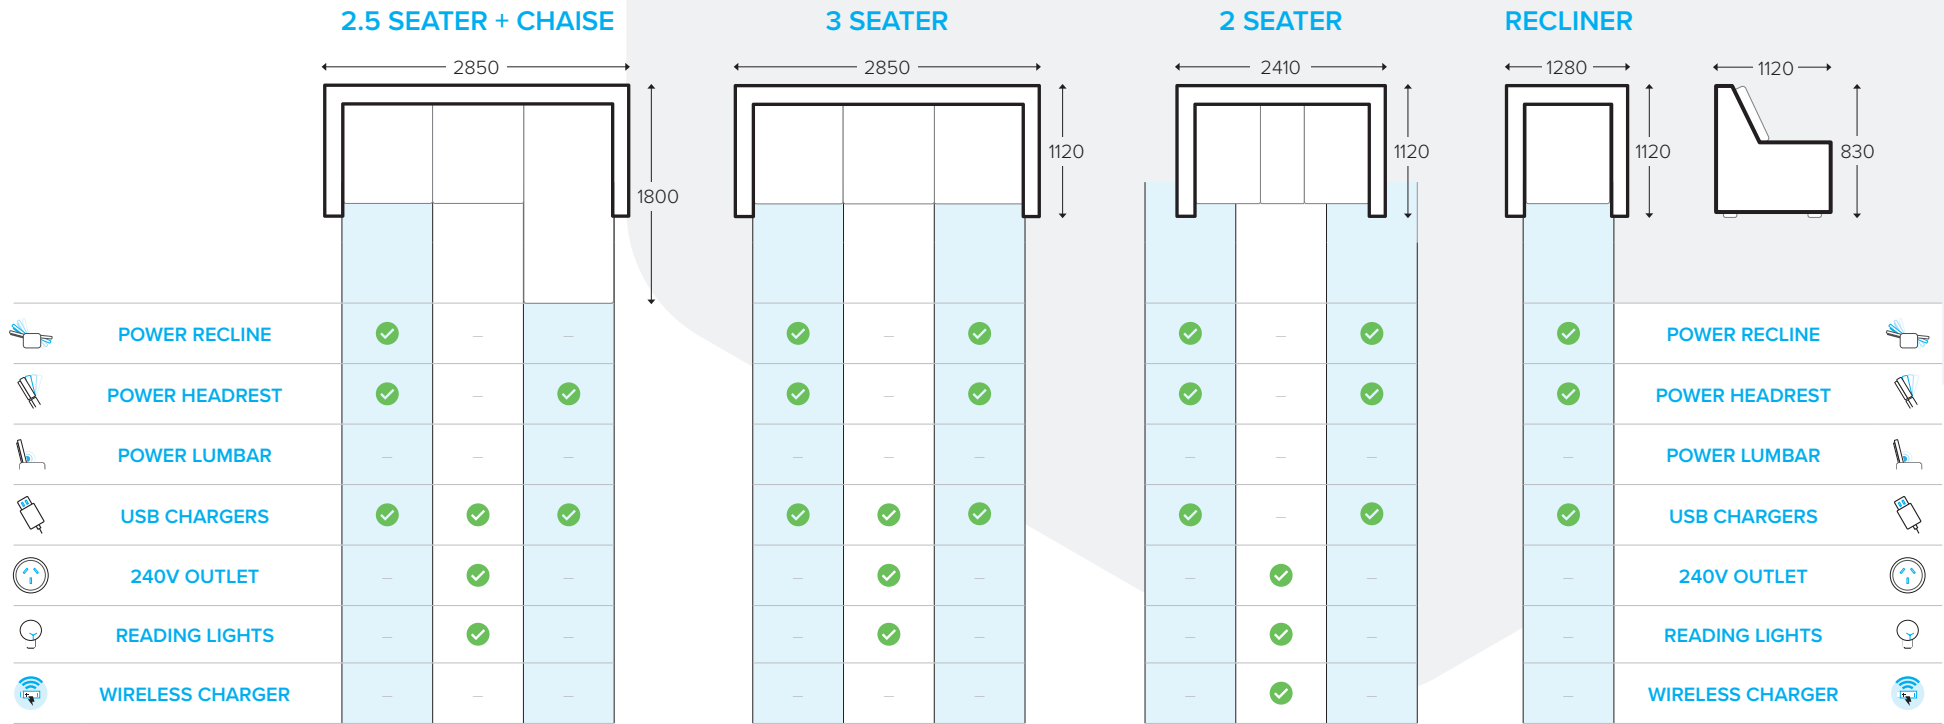 2.5 SEATER + CHAISE
3 SEATER
2 SEATER
RECLINER
2850
2850
2410
1280
1120
1800
1120
1120
1120
830
POWER RECLINE – – – – POWER RECLINE
POWER HEADREST – – – POWER HEADREST
POWER LUMBAR – – – – – – – – – – POWER LUMBAR
USB CHARGERS – USB CHARGERS
240V OUTLET – – – – – – – 240V OUTLET
READING LIGHTS – – – – – – – READING LIGHTS
WIRELESS CHARGER – – – – – – – – – WIRELESS CHARGER